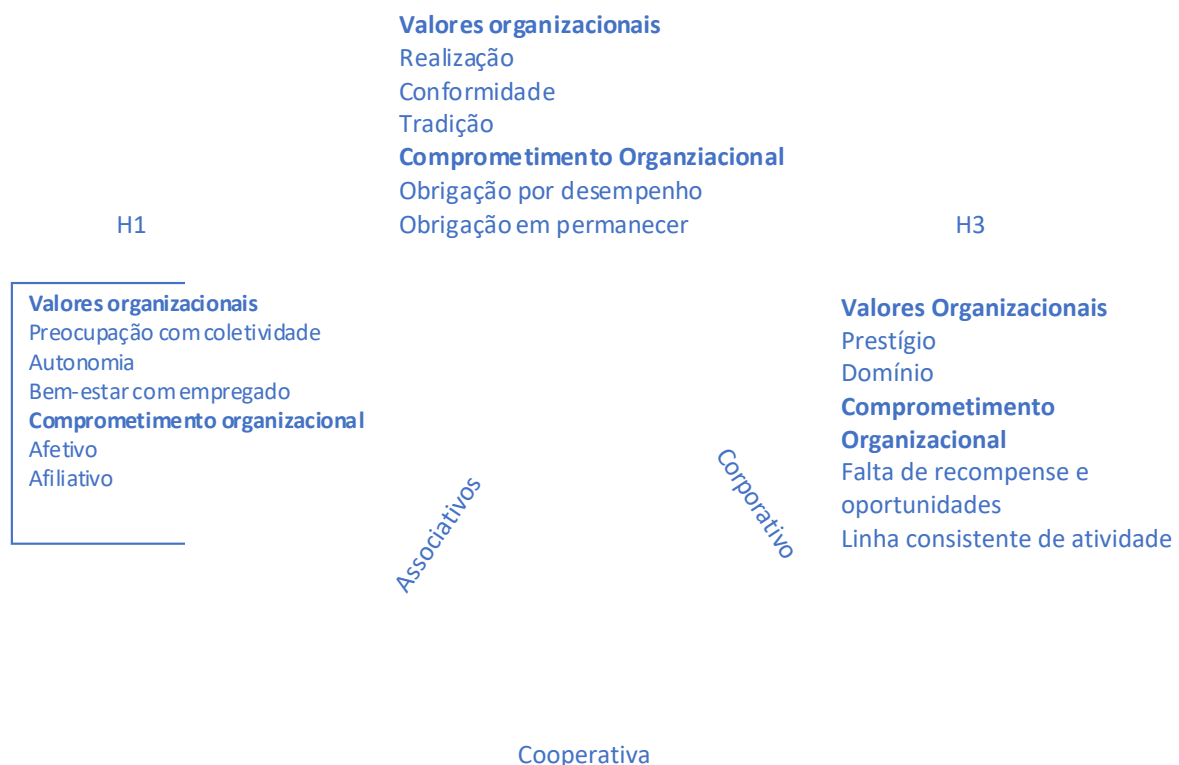 Valores organizacionais
Realização
Conformidade
Tradição
Comprometimento Organziacional
Obrigação por desempenho
Obrigação em permanecer
H1
H3
Valores organizacionais
Preocupação com coletividade
Autonomia
Bem-estar com empregado
Comprometimento organizacional
Afetivo
Afiliativo
Valores Organizacionais
Prestígio
Domínio
Comprometimento
Organizacional
Falta de recompense e
oportunidades
Linha consistente de atividade
Associativos
Corporativo
Cooperativa